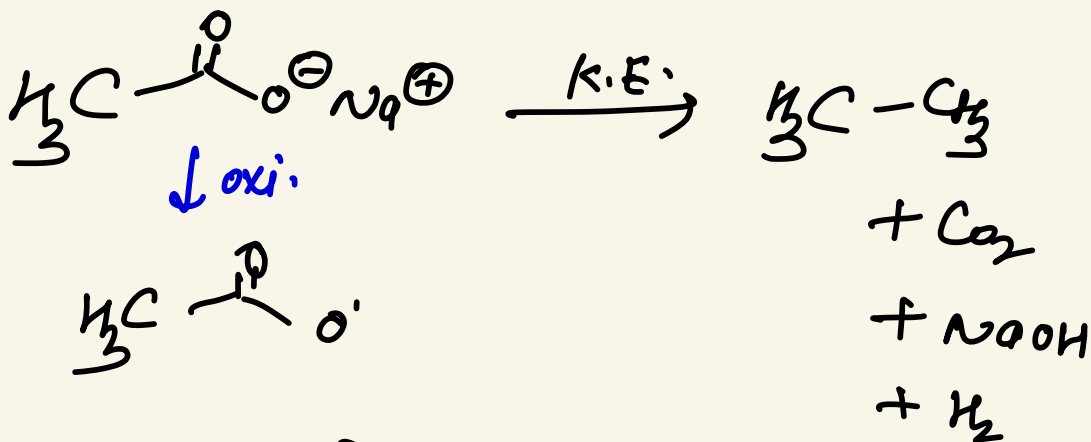 O
H3C O⊖ Na⊕ K.E. H3C - CH3
↓ oxi.
+ CO2
O
H3C O•
+ NaOH
+ H2